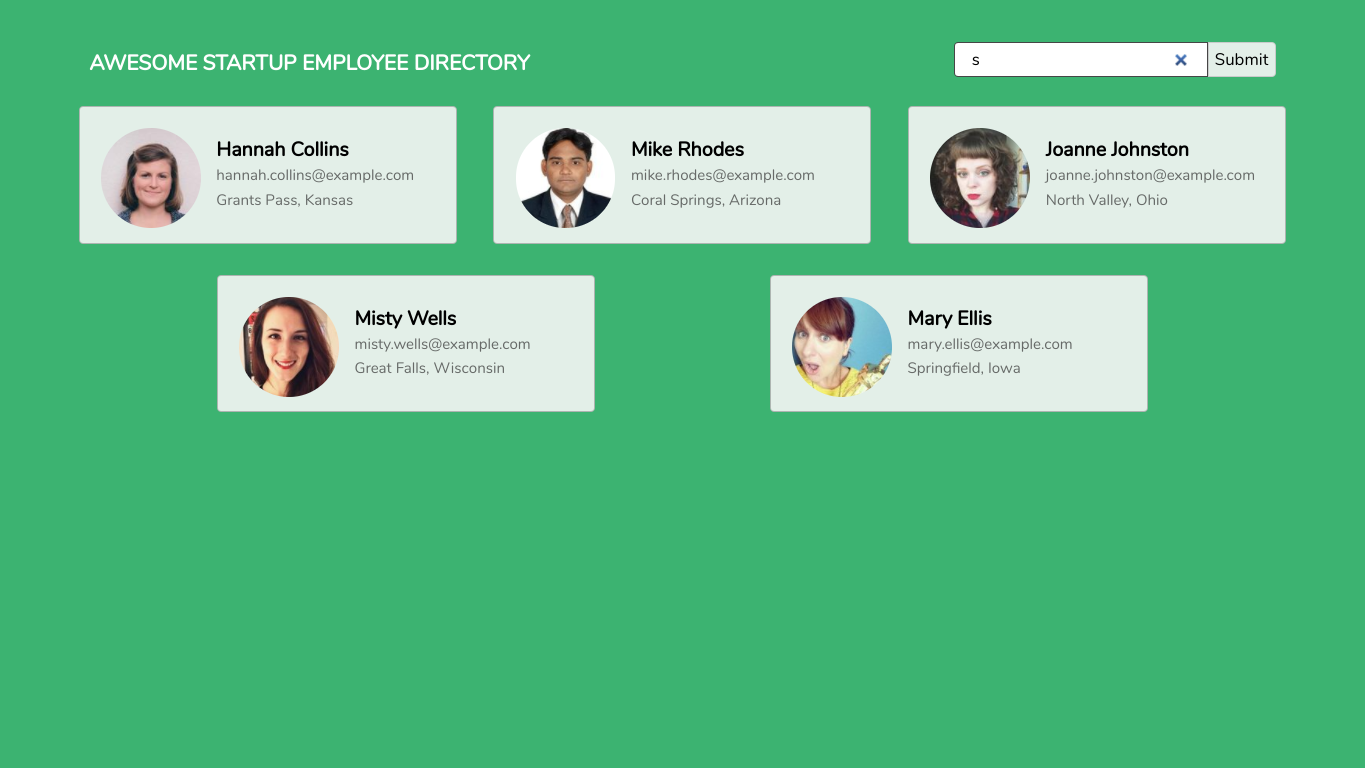 AWESOME STARTUP EMPLOYEE DIRECTORY
s
Submit
Hannah Collins
hannah.collins@example.com
Grants Pass, Kansas
Mike Rhodes
mike.rhodes@example.com
Coral Springs, Arizona
Joanne Johnston
joanne.johnston@example.com
North Valley, Ohio
Misty Wells
misty.wells@example.com
Great Falls, Wisconsin
Mary Ellis
mary.ellis@example.com
Springfield, Iowa